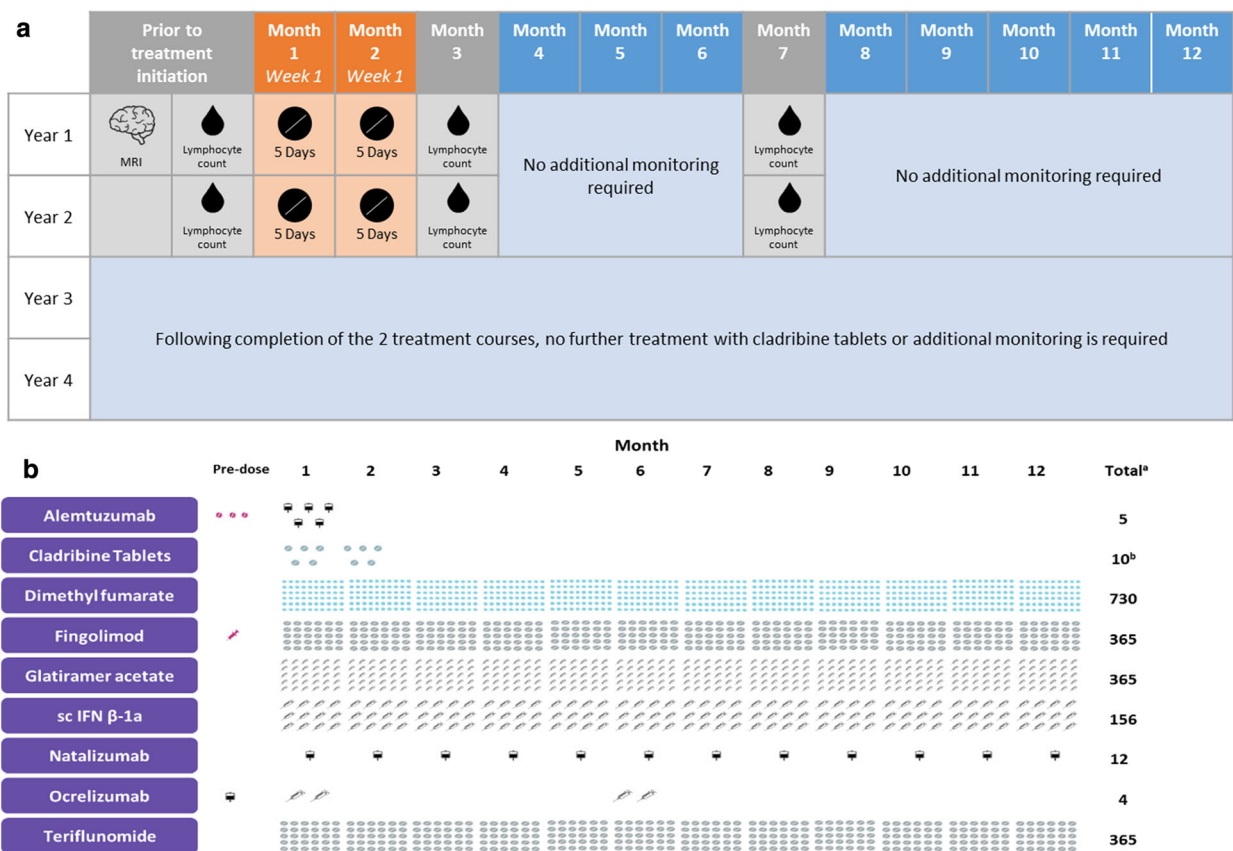 a
Prior to
treatment
initiation
Month
1
Week 1
Month
2
Week 1
Month
3
Month
4
Month
5
Month
6
Month
7
Month
8
Month
9
Month
10
Month
11
Month
12
Year 1
MRI
Lymphocyte
count
5 Days
5 Days
Lymphocyte
count
No additional monitoring
required
Lymphocyte
count
No additional monitoring required
Year 2
Lymphocyte
count
5 Days
5 Days
Lymphocyte
count
Lymphocyte
count
Year 3
Following completion of the 2 treatment courses, no further treatment with cladribine tablets or additional monitoring is required
Year 4
b
Month
Pre-dose 1 2 3 4 5 6 7 8 9 10 11 12 Totalᵃ
Alemtuzumab 5
Cladribine Tablets 10ᵇ
Dimethyl fumarate 730
Fingolimod 365
Glatiramer acetate 365
sc IFN β-1a 156
Natalizumab 12
Ocrelizumab 4
Teriflunomide 365